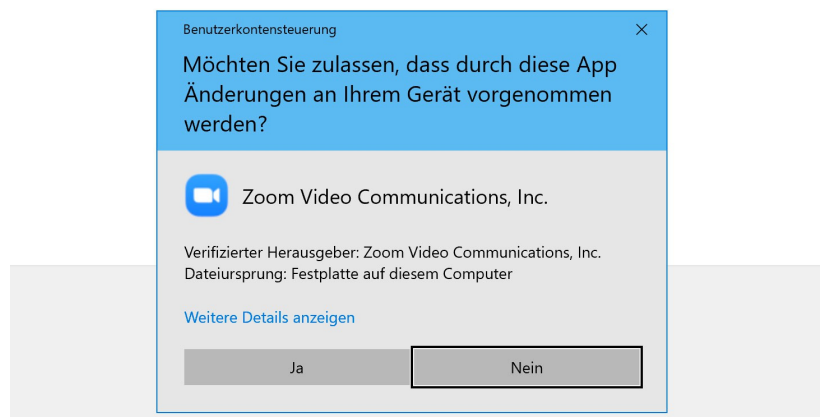 Benutzerkontensteuerung
Möchten Sie zulassen, dass durch diese App
Änderungen an Ihrem Gerät vorgenommen
werden?
Zoom Video Communications, Inc.
Verifizierter Herausgeber: Zoom Video Communications, Inc.
Dateiursprung: Festplatte auf diesem Computer
Weitere Details anzeigen
Ja
Nein